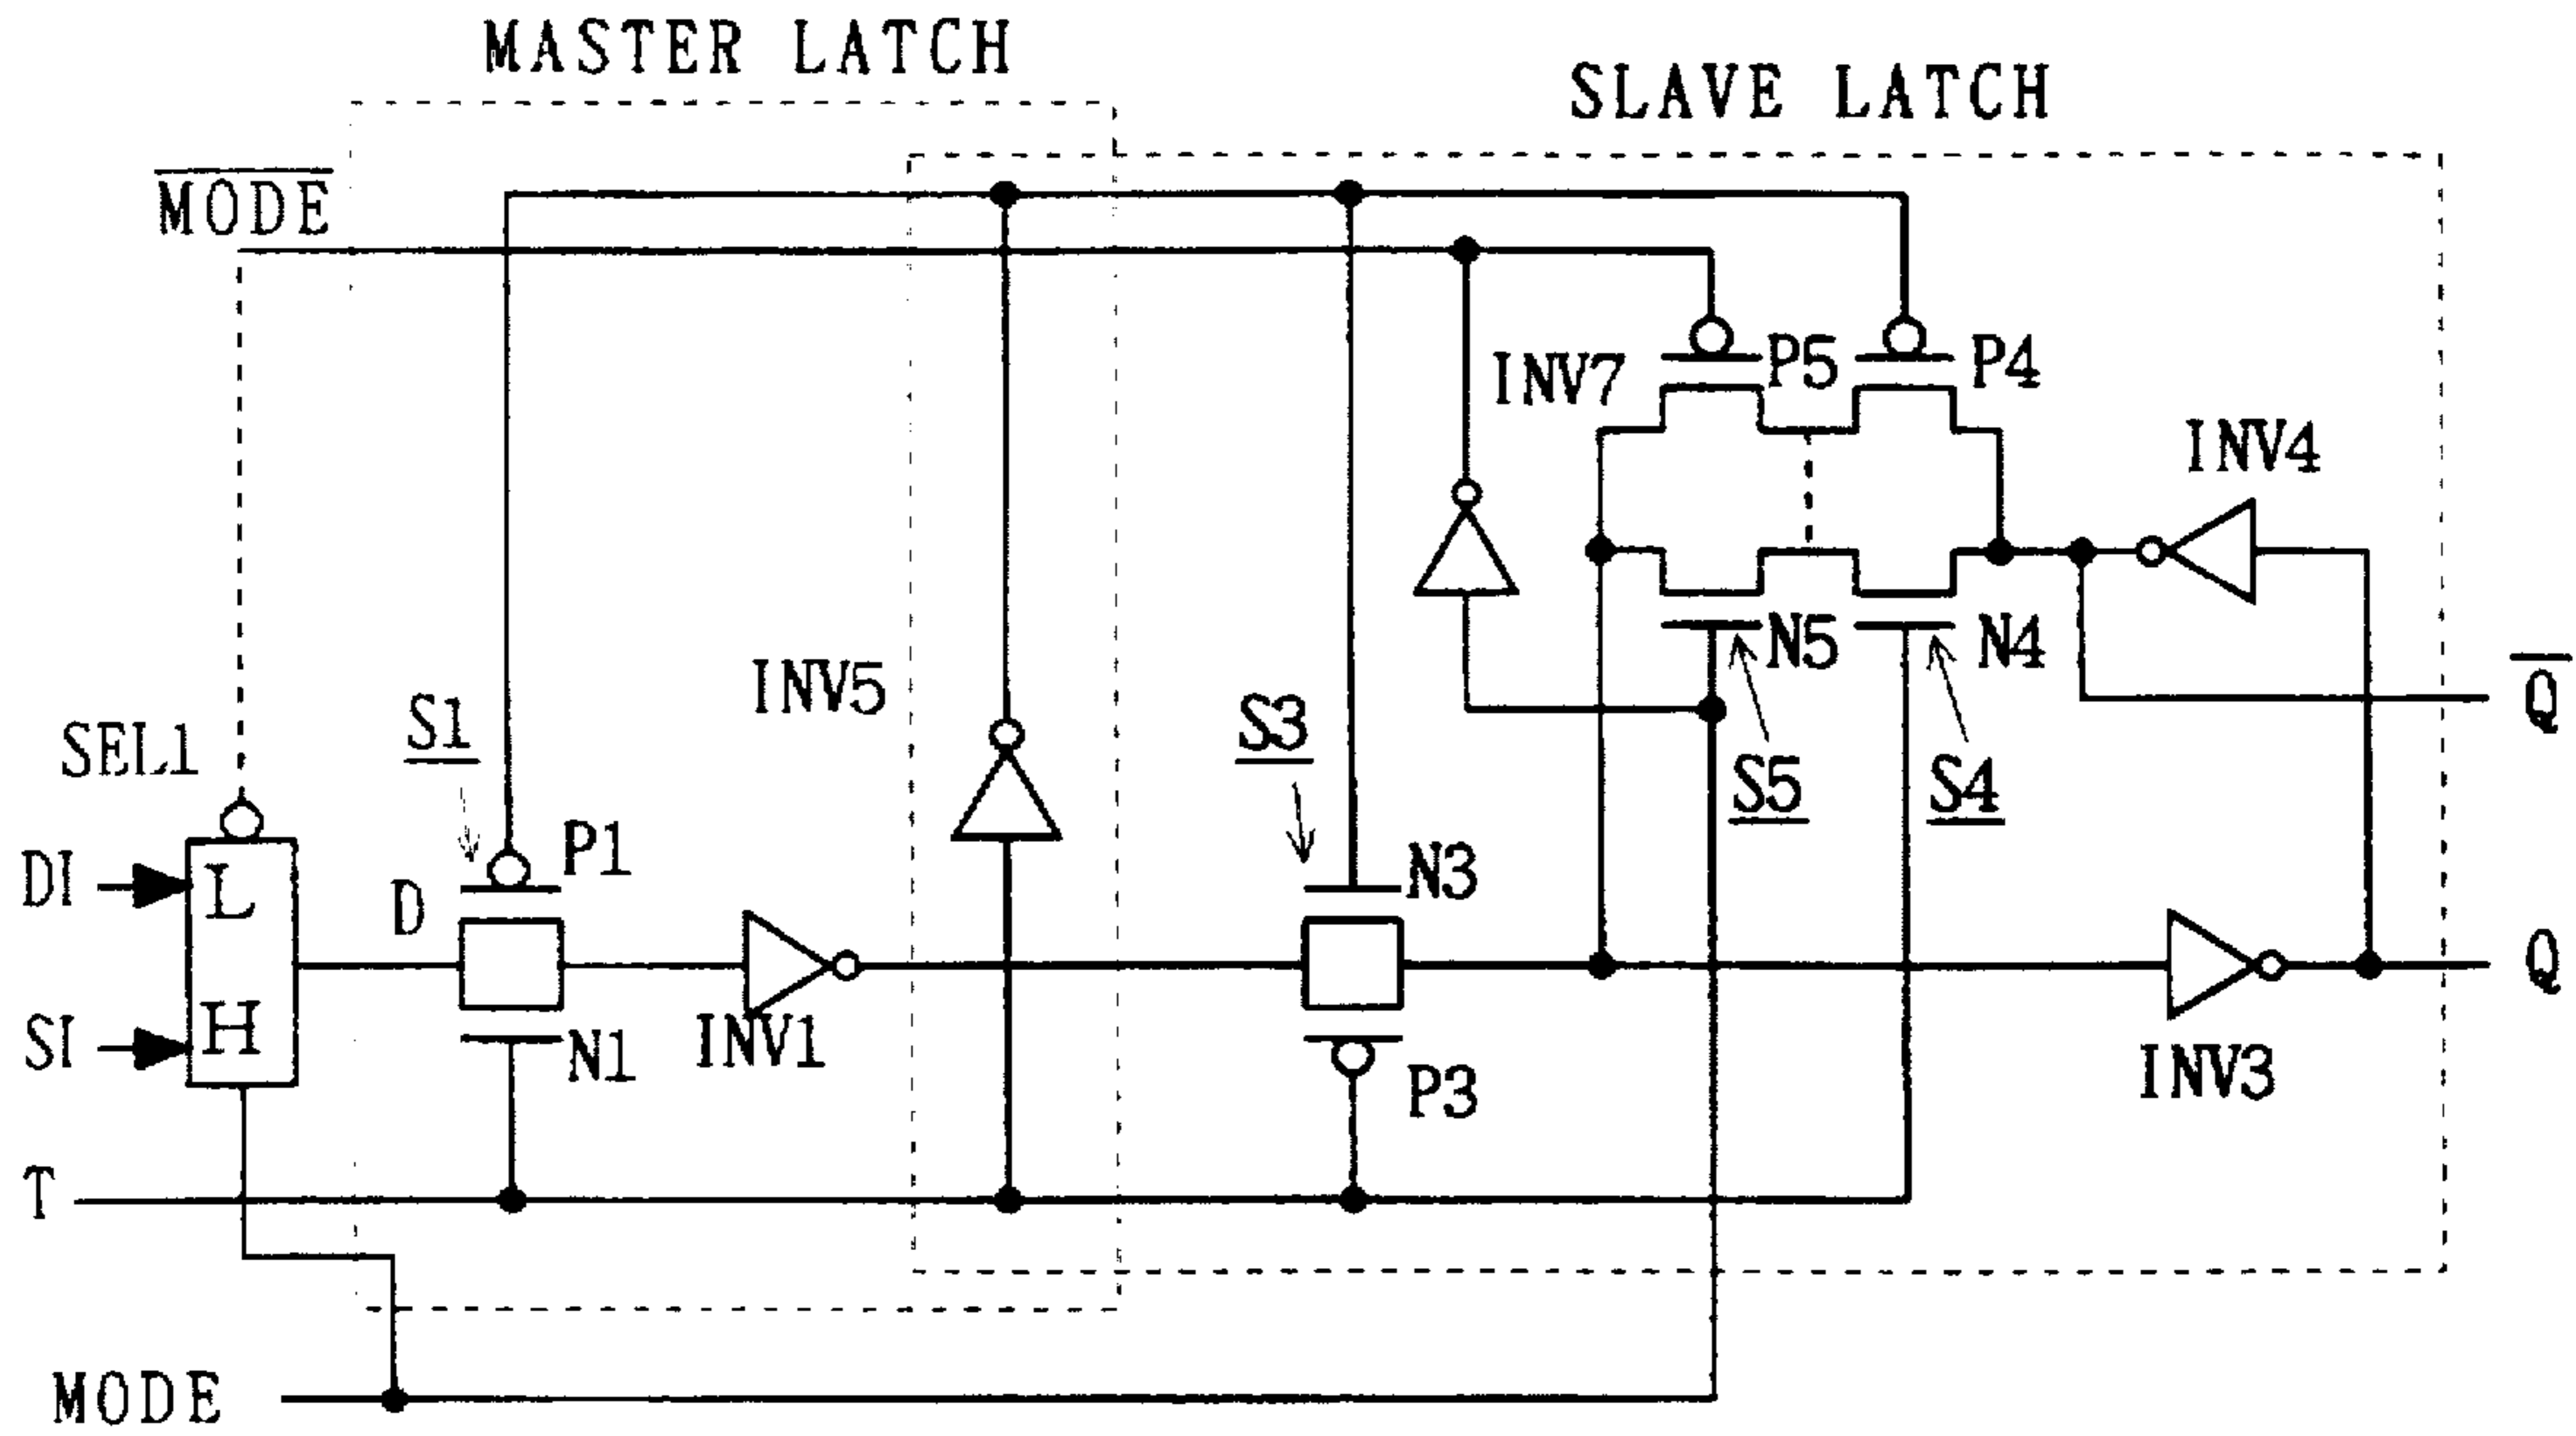 MASTER LATCH
SLAVE LATCH
M̅O̅D̅E̅
INV7
P5
P4
INV4
N5
N4
INV5
Q̅
SEL1
S1
S3
S5
S4
DI
L
D
P1
N3
Q
SI
H
N1
INV1
P3
INV3
T
MODE